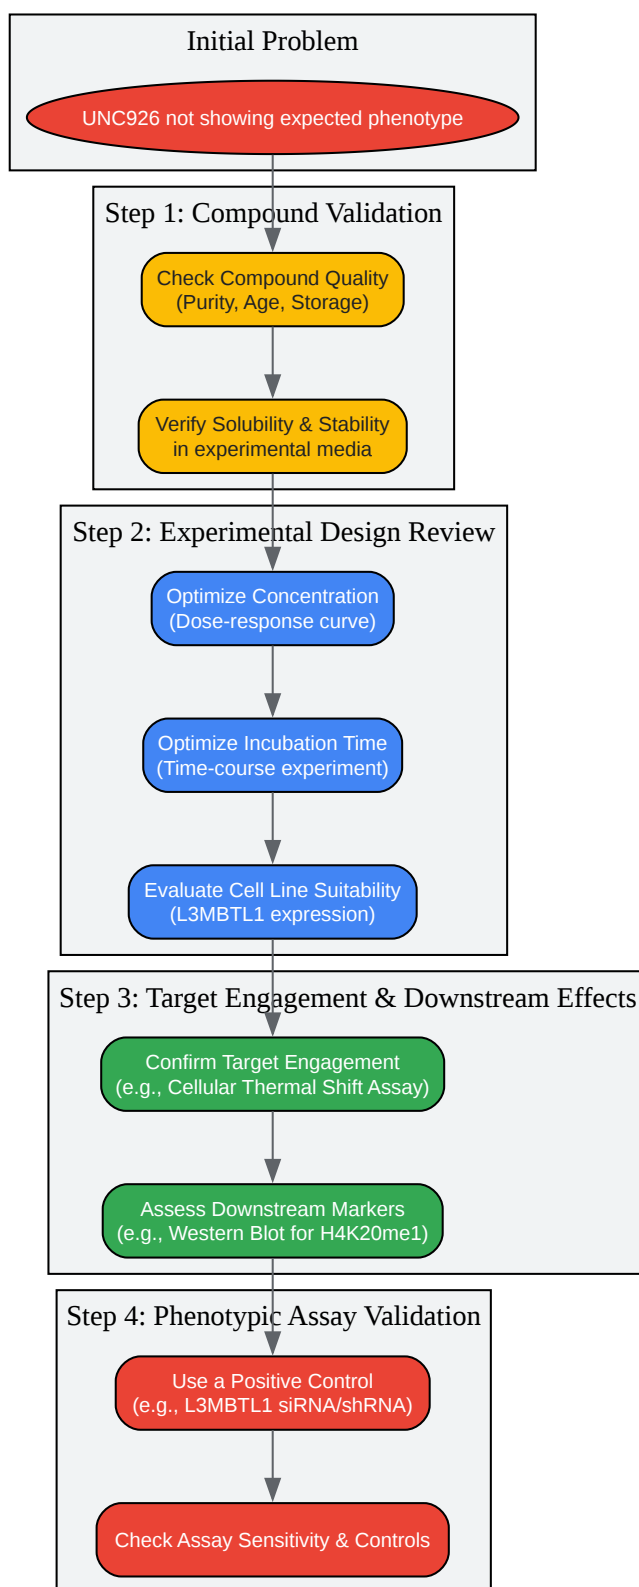 Initial Problem
UNC926 not showing expected phenotype
Step 1: Compound Validation
Check Compound Quality
(Purity, Age, Storage)
Verify Solubility & Stability
in experimental media
Step 2: Experimental Design Review
Optimize Concentration
(Dose-response curve)
Optimize Incubation Time
(Time-course experiment)
Evaluate Cell Line Suitability
(L3MBTL1 expression)
Step 3: Target Engagement & Downstream Effects
Confirm Target Engagement
(e.g., Cellular Thermal Shift Assay)
Assess Downstream Markers
(e.g., Western Blot for H4K20me1)
Step 4: Phenotypic Assay Validation
Use a Positive Control
(e.g., L3MBTL1 siRNA/shRNA)
Check Assay Sensitivity & Controls